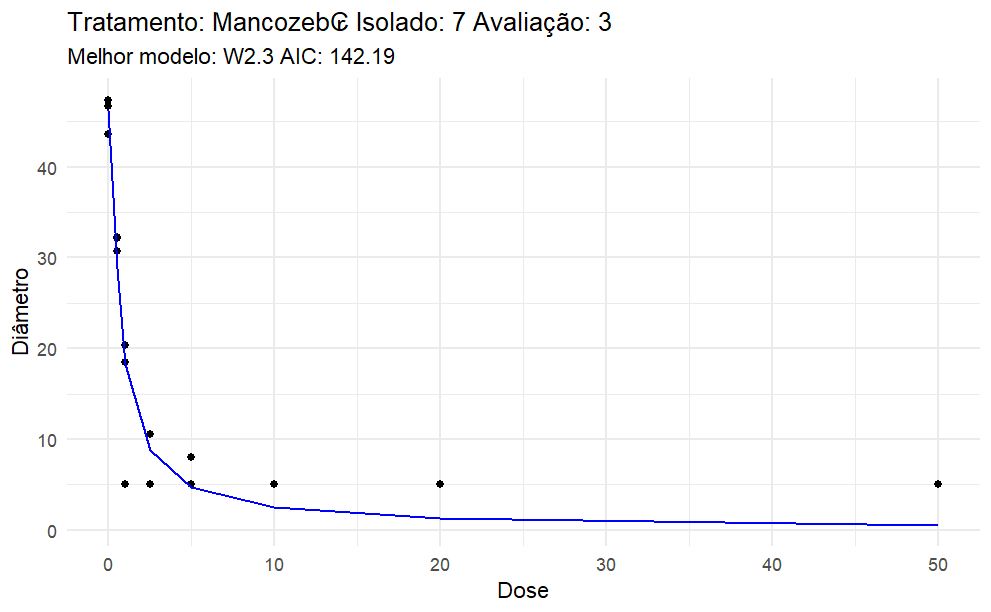 Tratamento: Mancozeb₢ Isolado: 7 Avaliação: 3
Melhor modelo: W2.3 AIC: 142.19
40
30
20
10
0
Diâmetro
0 10 20 30 40 50
Dose